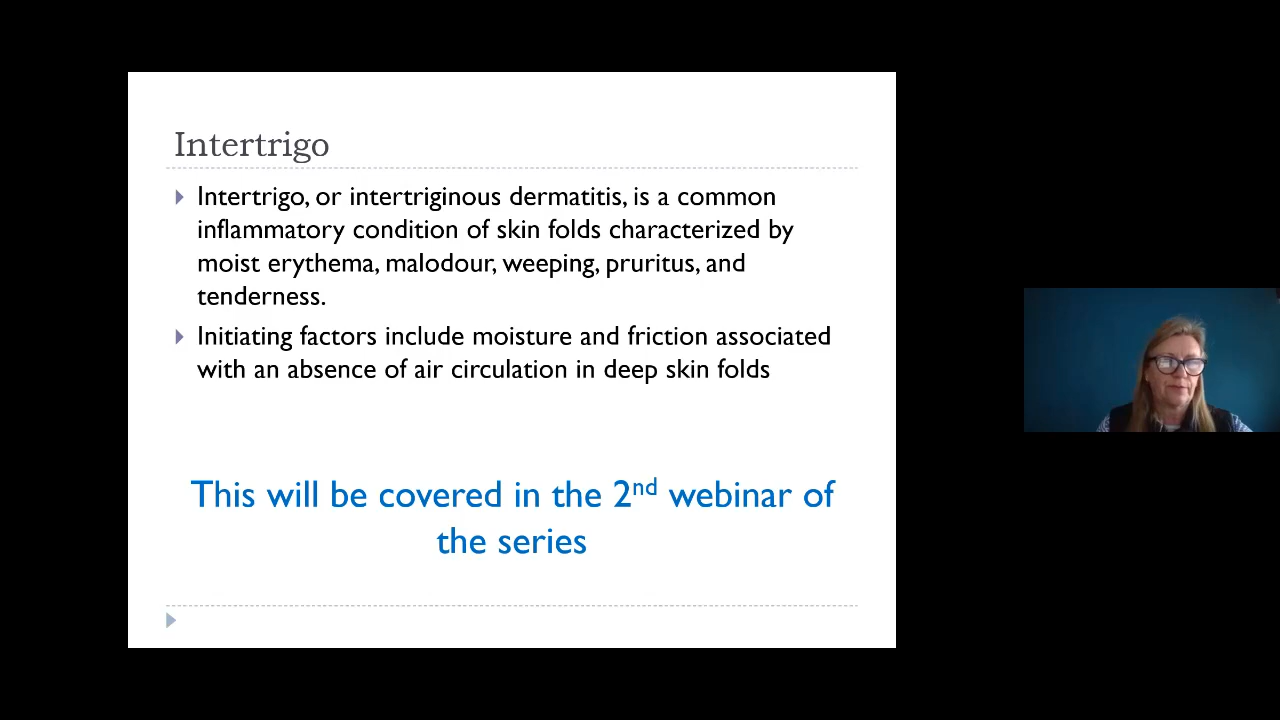 Intertrigo
Intertrigo, or intertriginous dermatitis, is a common
inflammatory condition of skin folds characterized by
moist erythema, malodour, weeping, pruritus, and
tenderness.
Initiating factors include moisture and friction associated
with an absence of air circulation in deep skin folds
This will be covered in the 2nd webinar of
the series